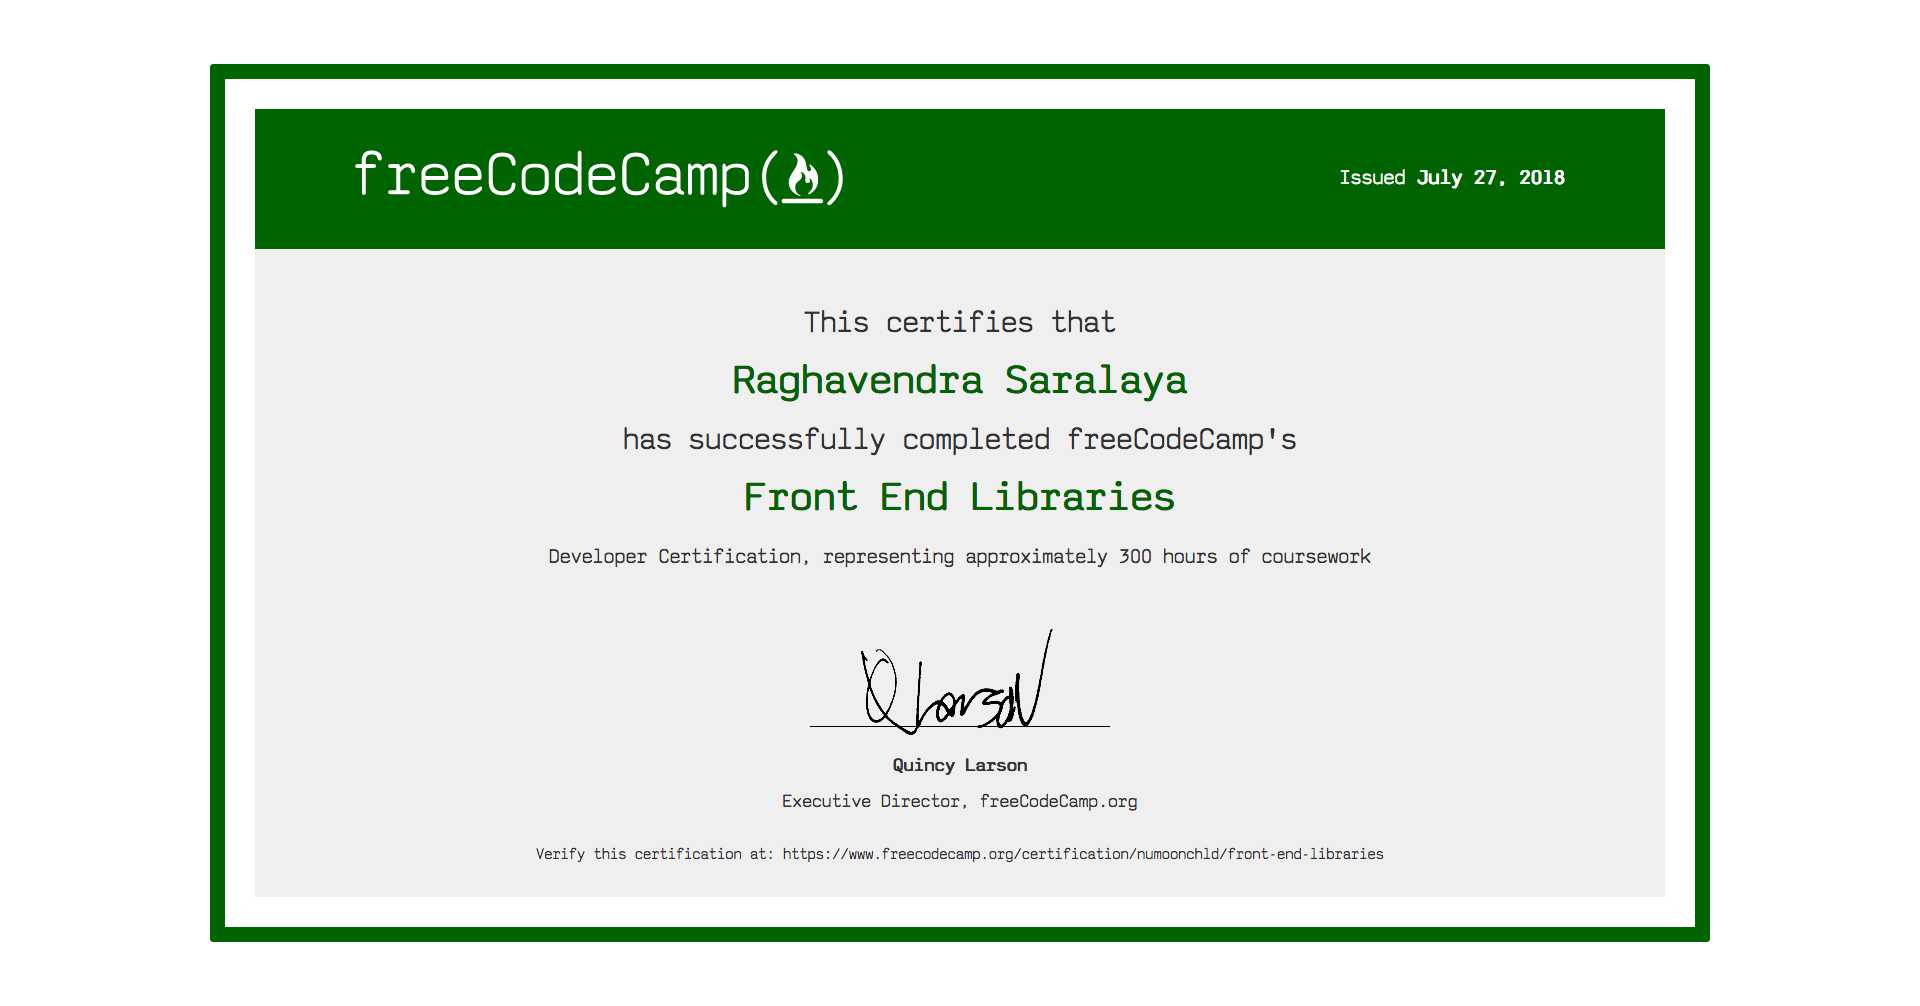 freeCodeCamp(🔥)
Issued July 27, 2018
This certifies that
Raghavendra Saralaya
has successfully completed freeCodeCamp's
Front End Libraries
Developer Certification, representing approximately 300 hours of coursework
Q Larson
Quincy Larson
Executive Director, freeCodeCamp.org
Verify this certification at: https://www.freecodecamp.org/certification/numoonchld/front-end-libraries